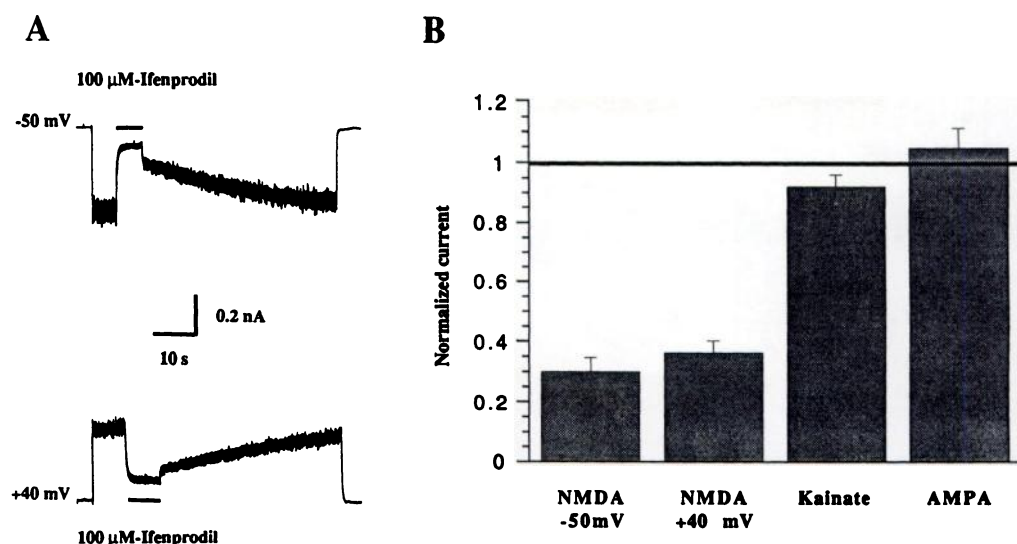 A
100 µM-Ifenprodil
-50 mV
0.2 nA
10 s
+40 mV
100 µM-Ifenprodil
B
Normalized current
1.2
1
0.8
0.6
0.4
0.2
0
NMDA
-50mV
NMDA
+40 mV
Kainate
AMPA